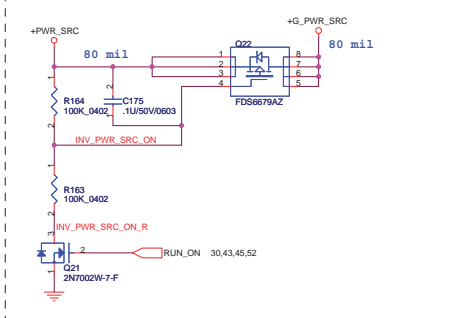 +PWR_SRC
+G_PWR_SRC
80 mil
80 mil
Q22
1
2
3
4
8
7
6
5
FDS6679AZ
1
R164
100K_0402
2
2
C175
.1U/50V/0603
1
INV_PWR_SRC_ON
1
R163
100K_0402
2
INV_PWR_SRC_ON_R
3
2
RUN_ON 30,43,45,52
1
Q21
2N7002W-7-F